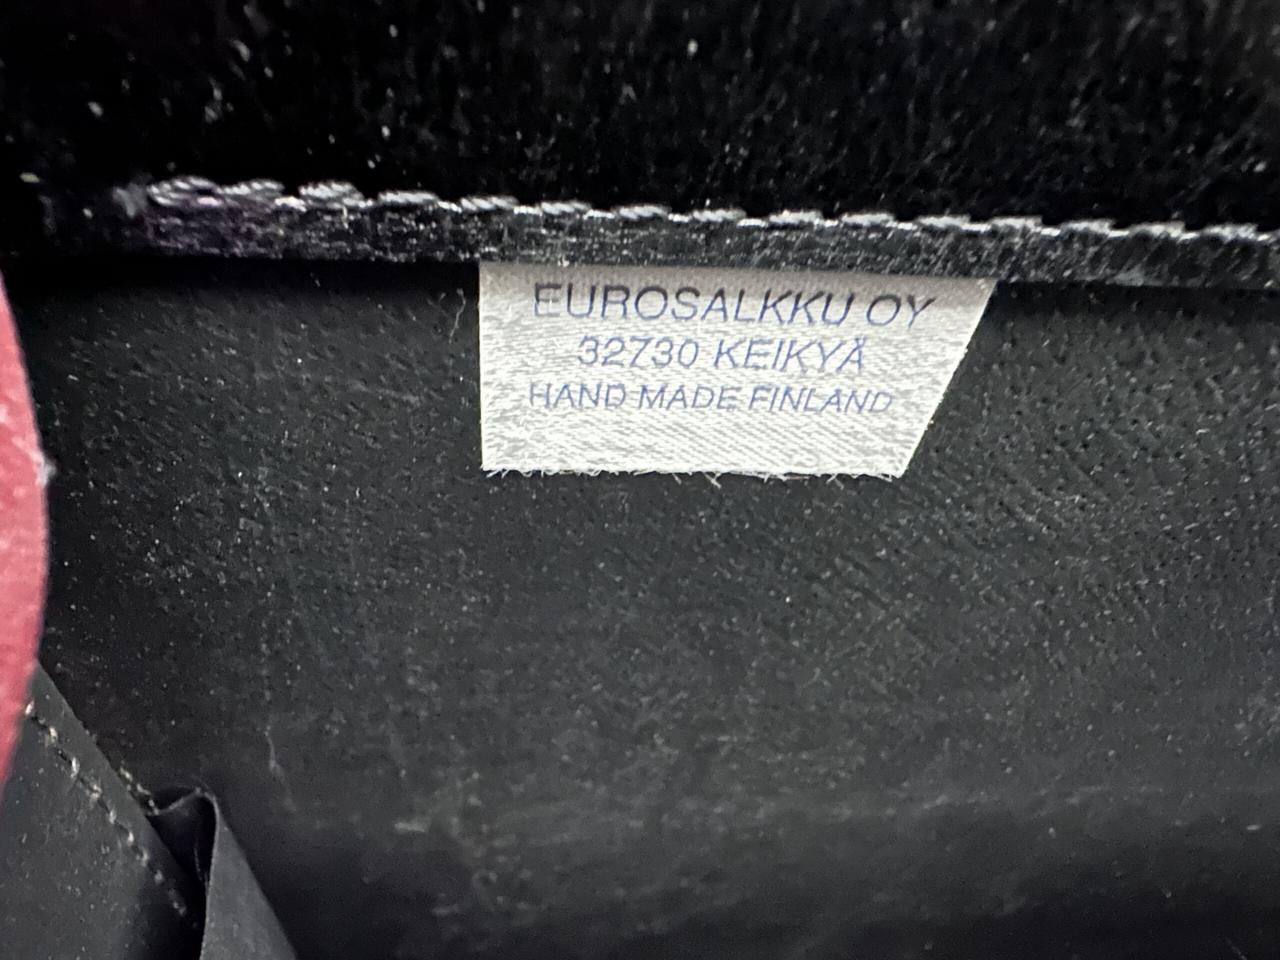 EUROSALKKU OY
32730 KEIKYÄ
HAND MADE FINLAND